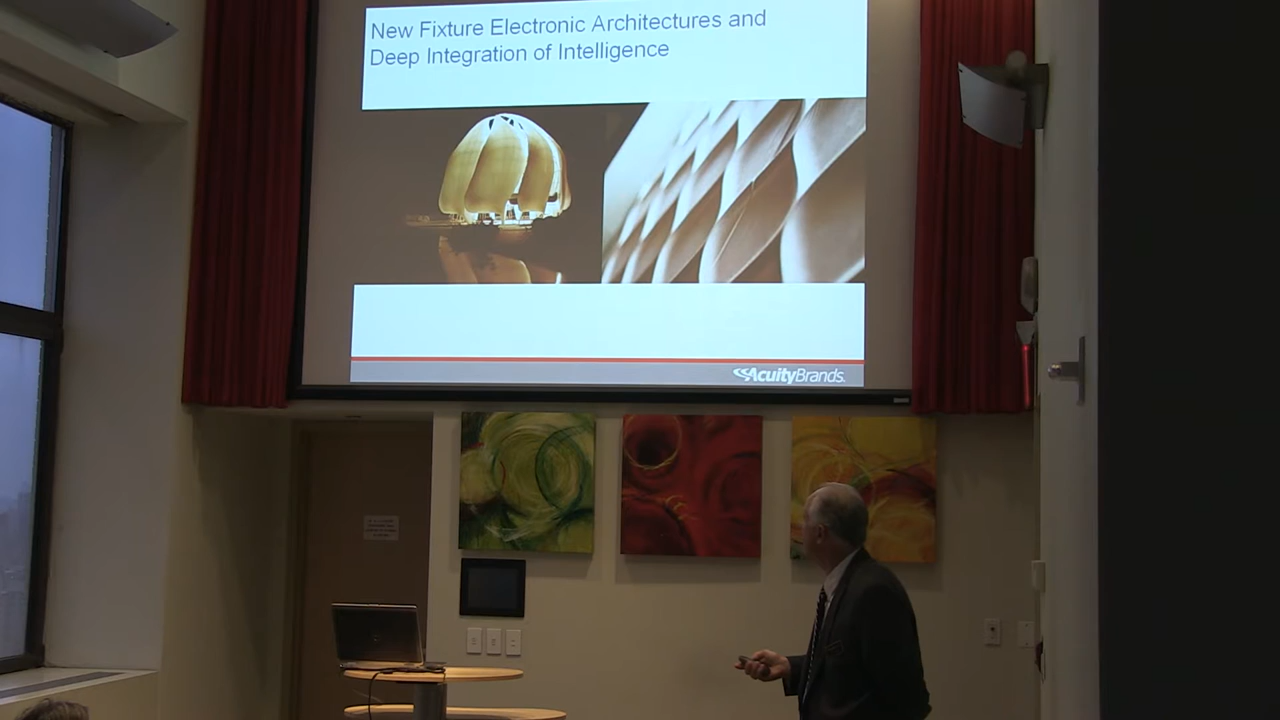 New Fixture Electronic Architectures and
Deep Integration of Intelligence
AcuityBrands.